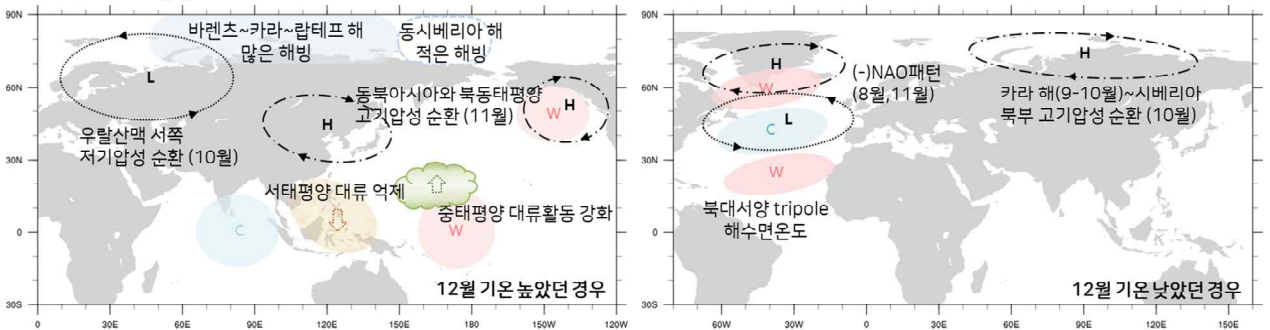 90N
60N
30N
0
30S
0
30E
60E
90E
120E
150E
180
150W
120W
바렌츠~카라~랍테프 해
많은 해빙
동시베리아 해
적은 해빙
L
동북아시아와 북동태평양
고기압성 순환 (11월)
H
W
H
우랄산맥 서쪽
저기압성 순환 (10월)
서태평양 대류 억제
중태평양 대류활동 강화
C
W
12월 기온 높았던 경우
90N
60N
30N
0
30S
60W
30W
0
30E
60E
90E
120E
150E
H
W
(-)NAO패턴
(8월,11월)
H
카라 해(9-10월)~시베리아
북부 고기압성 순환 (10월)
L
C
W
북대서양 tripole
해수면온도
12월 기온 낮았던 경우